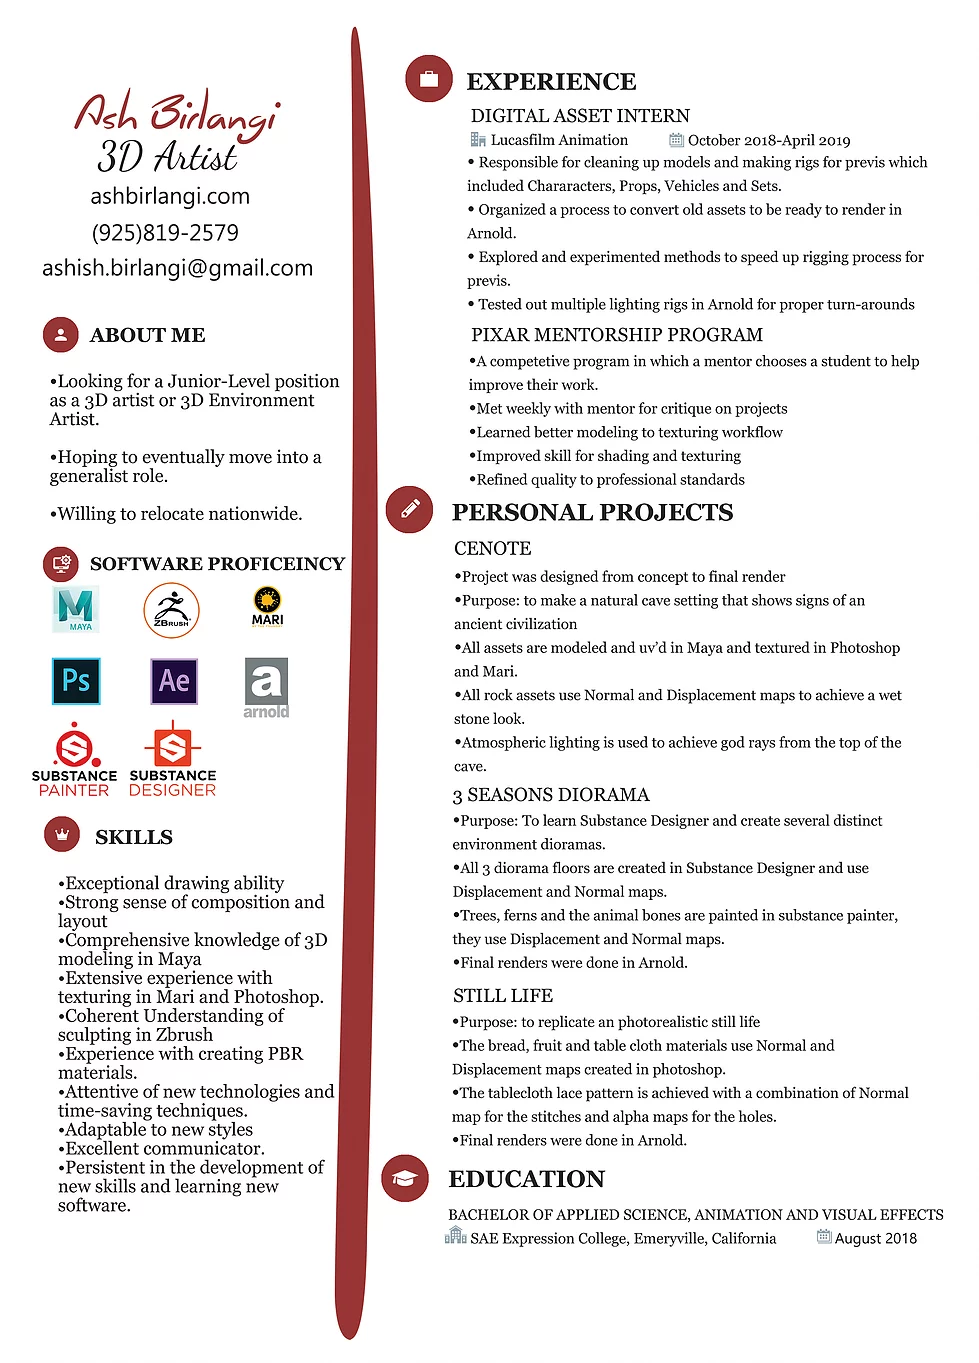 Ash Birlangi
3D Artist
ashbirlangi.com
(925)819-2579
ashish.birlangi@gmail.com
ABOUT ME
•Looking for a Junior-Level position
as a 3D artist or 3D Environment
Artist.
•Hoping to eventually move into a
generalist role.
•Willing to relocate nationwide.
SOFTWARE PROFICEINCY
M
MAYA
ZBRUSH
MARI
Ps
Ae
a
arnold
SUBSTANCE
PAINTER
SUBSTANCE
DESIGNER
SKILLS
•Exceptional drawing ability
•Strong sense of composition and
layout
•Comprehensive knowledge of 3D
modeling in Maya
•Extensive experience with
texturing in Mari and Photoshop.
•Coherent Understanding of
sculpting in Zbrush
•Experience with creating PBR
materials.
•Attentive of new technologies and
time-saving techniques.
•Adaptable to new styles
•Excellent communicator.
•Persistent in the development of
new skills and learning new
software.
EXPERIENCE
DIGITAL ASSET INTERN
Lucasfilm Animation October 2018-April 2019
• Responsible for cleaning up models and making rigs for previs which
included Chararacters, Props, Vehicles and Sets.
• Organized a process to convert old assets to be ready to render in
Arnold.
• Explored and experimented methods to speed up rigging process for
previs.
• Tested out multiple lighting rigs in Arnold for proper turn-arounds
PIXAR MENTORSHIP PROGRAM
•A competetive program in which a mentor chooses a student to help
improve their work.
•Met weekly with mentor for critique on projects
•Learned better modeling to texturing workflow
•Improved skill for shading and texturing
•Refined quality to professional standards
PERSONAL PROJECTS
CENOTE
•Project was designed from concept to final render
•Purpose: to make a natural cave setting that shows signs of an
ancient civilization
•All assets are modeled and uv'd in Maya and textured in Photoshop
and Mari.
•All rock assets use Normal and Displacement maps to achieve a wet
stone look.
•Atmospheric lighting is used to achieve god rays from the top of the
cave.
3 SEASONS DIORAMA
•Purpose: To learn Substance Designer and create several distinct
environment dioramas.
•All 3 diorama floors are created in Substance Designer and use
Displacement and Normal maps.
•Trees, ferns and the animal bones are painted in substance painter,
they use Displacement and Normal maps.
•Final renders were done in Arnold.
STILL LIFE
•Purpose: to replicate an photorealistic still life
•The bread, fruit and table cloth materials use Normal and
Displacement maps created in photoshop.
•The tablecloth lace pattern is achieved with a combination of Normal
map for the stitches and alpha maps for the holes.
•Final renders were done in Arnold.
EDUCATION
BACHELOR OF APPLIED SCIENCE, ANIMATION AND VISUAL EFFECTS
SAE Expression College, Emeryville, California August 2018